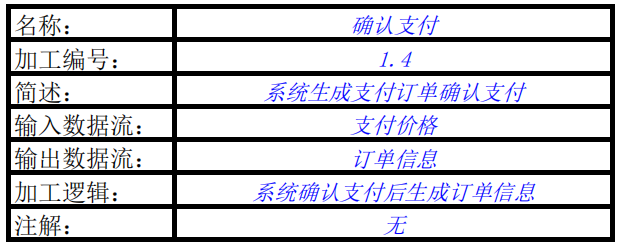 名称： 确认支付
加工编号： 1.4
简述： 系统生成支付订单确认支付
输入数据流： 支付价格
输出数据流： 订单信息
加工逻辑： 系统确认支付后生成订单信息
注解： 无